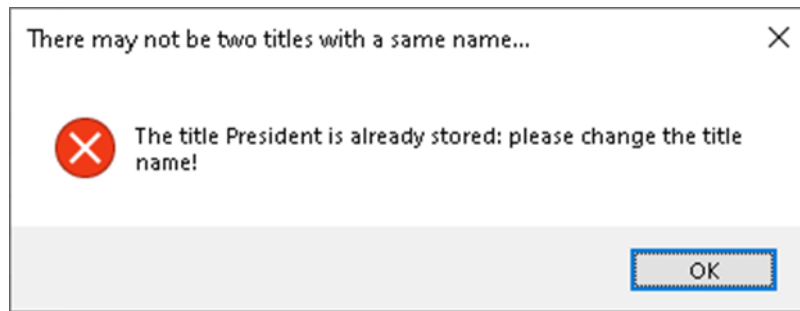 There may not be two titles with a same name...
The title President is already stored: please change the title
name!
OK